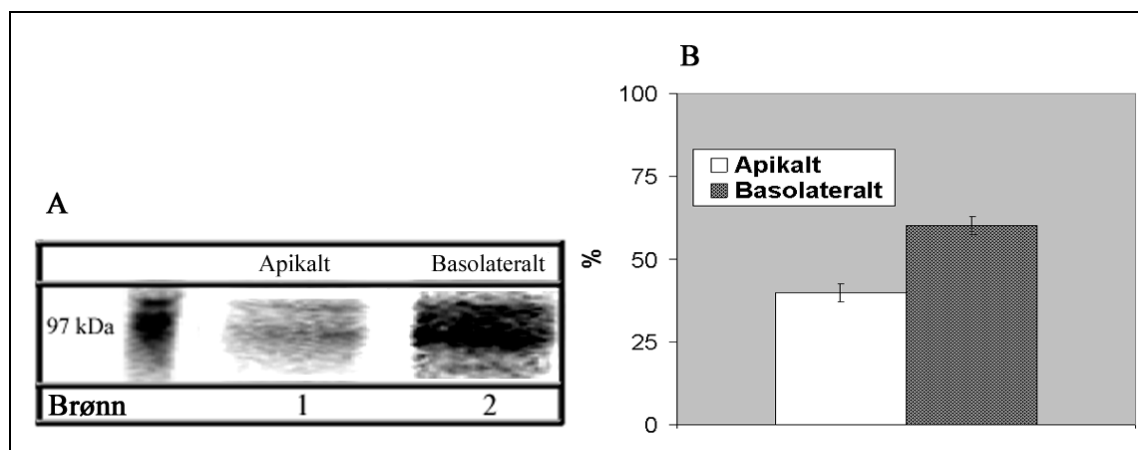 A
Apikalt Basolateralt
97 kDa
Brønn 1 2
B
100
75
50
25
0
%
Apikalt
Basolateralt